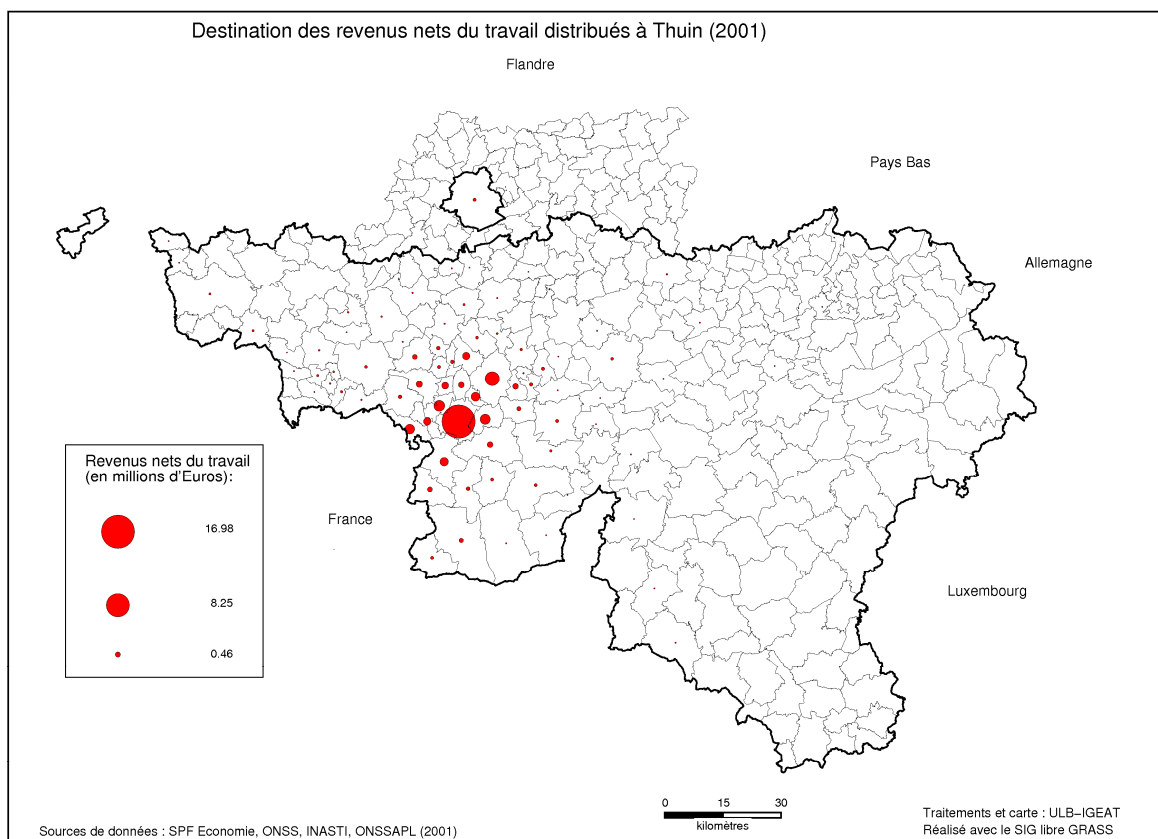 Destination des revenus nets du travail distribués à Thuin (2001)
Flandre
Pays Bas
Allemagne
Revenus nets du travail
(en millions d'Euros):
16.98
8.25
0.46
France
Luxembourg
0 15 30
kilomètres
Sources de données : SPF Economie, ONSS, INASTI, ONSSAPL (2001)
Traitements et carte : ULB-IGEAT
Réalisé avec le SIG libre GRASS